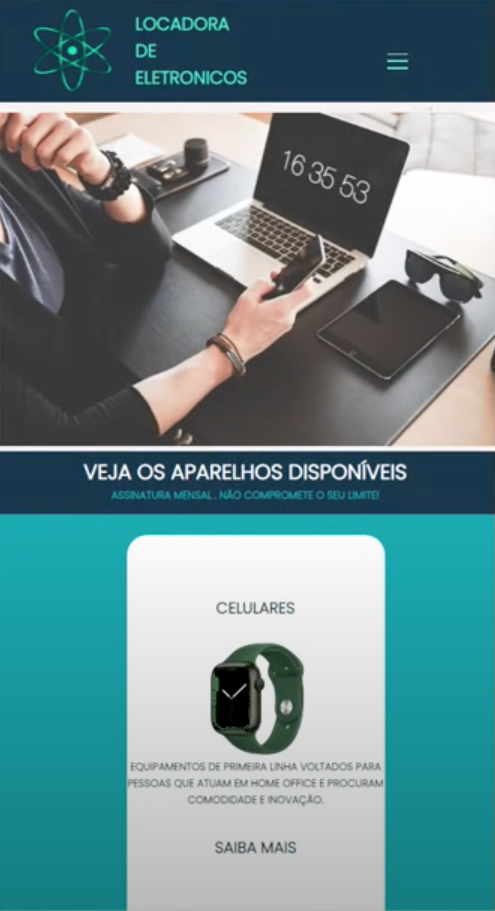 LOCADORA
DE
ELETRONICOS
16 35 53
VEJA OS APARELHOS DISPONÍVEIS
ASSINATURA MENSAL . NÃO COMPROMETE O SEU LIMITE!
CELULARES
EQUIPAMENTOS DE PRIMEIRA LINHA VOLTADOS PARA
PESSOAS QUE ATUAM EM HOME OFFICE E PROCURAM
COMODIDADE E INOVAÇÃO.
SAIBA MAIS